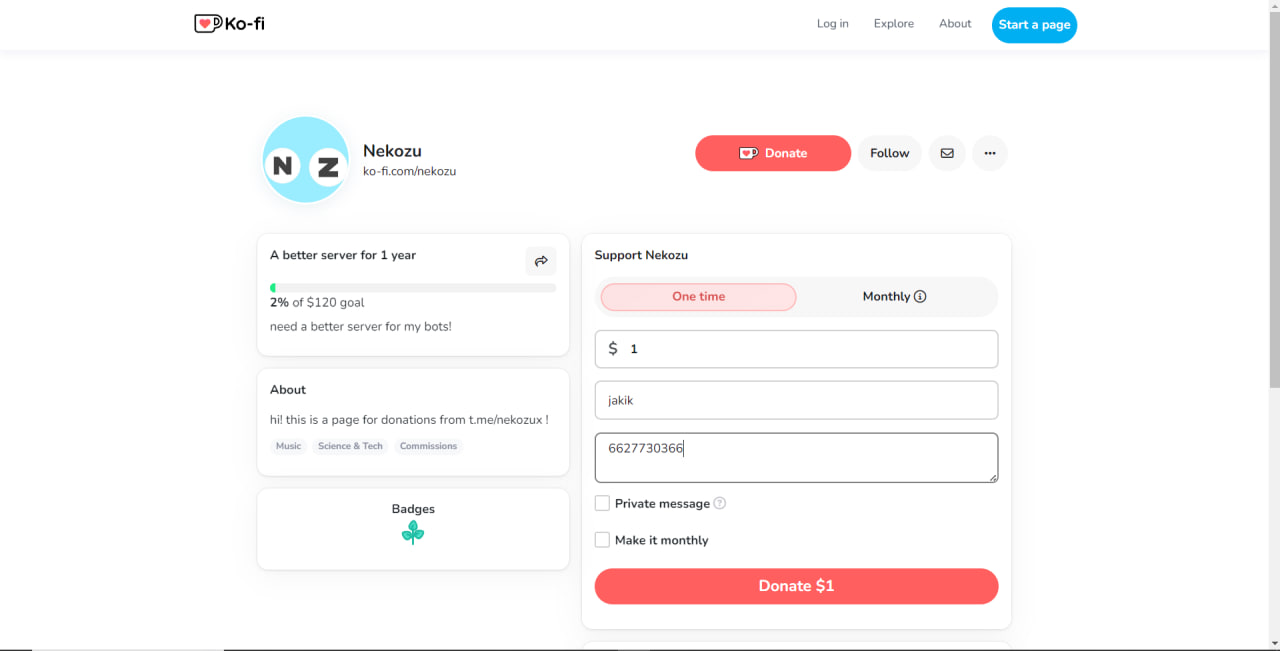 Ko-fi
Log in
Explore
About
Start a page
N Z
Nekozu
ko-fi.com/nekozu
Donate
Follow
A better server for 1 year
2% of $120 goal
need a better server for my bots!
About
hi! this is a page for donations from t.me/nekozux !
Music
Science & Tech
Commissions
Badges
Support Nekozu
One time
Monthly
$ 1
jakik
6627730366
Private message
Make it monthly
Donate $1